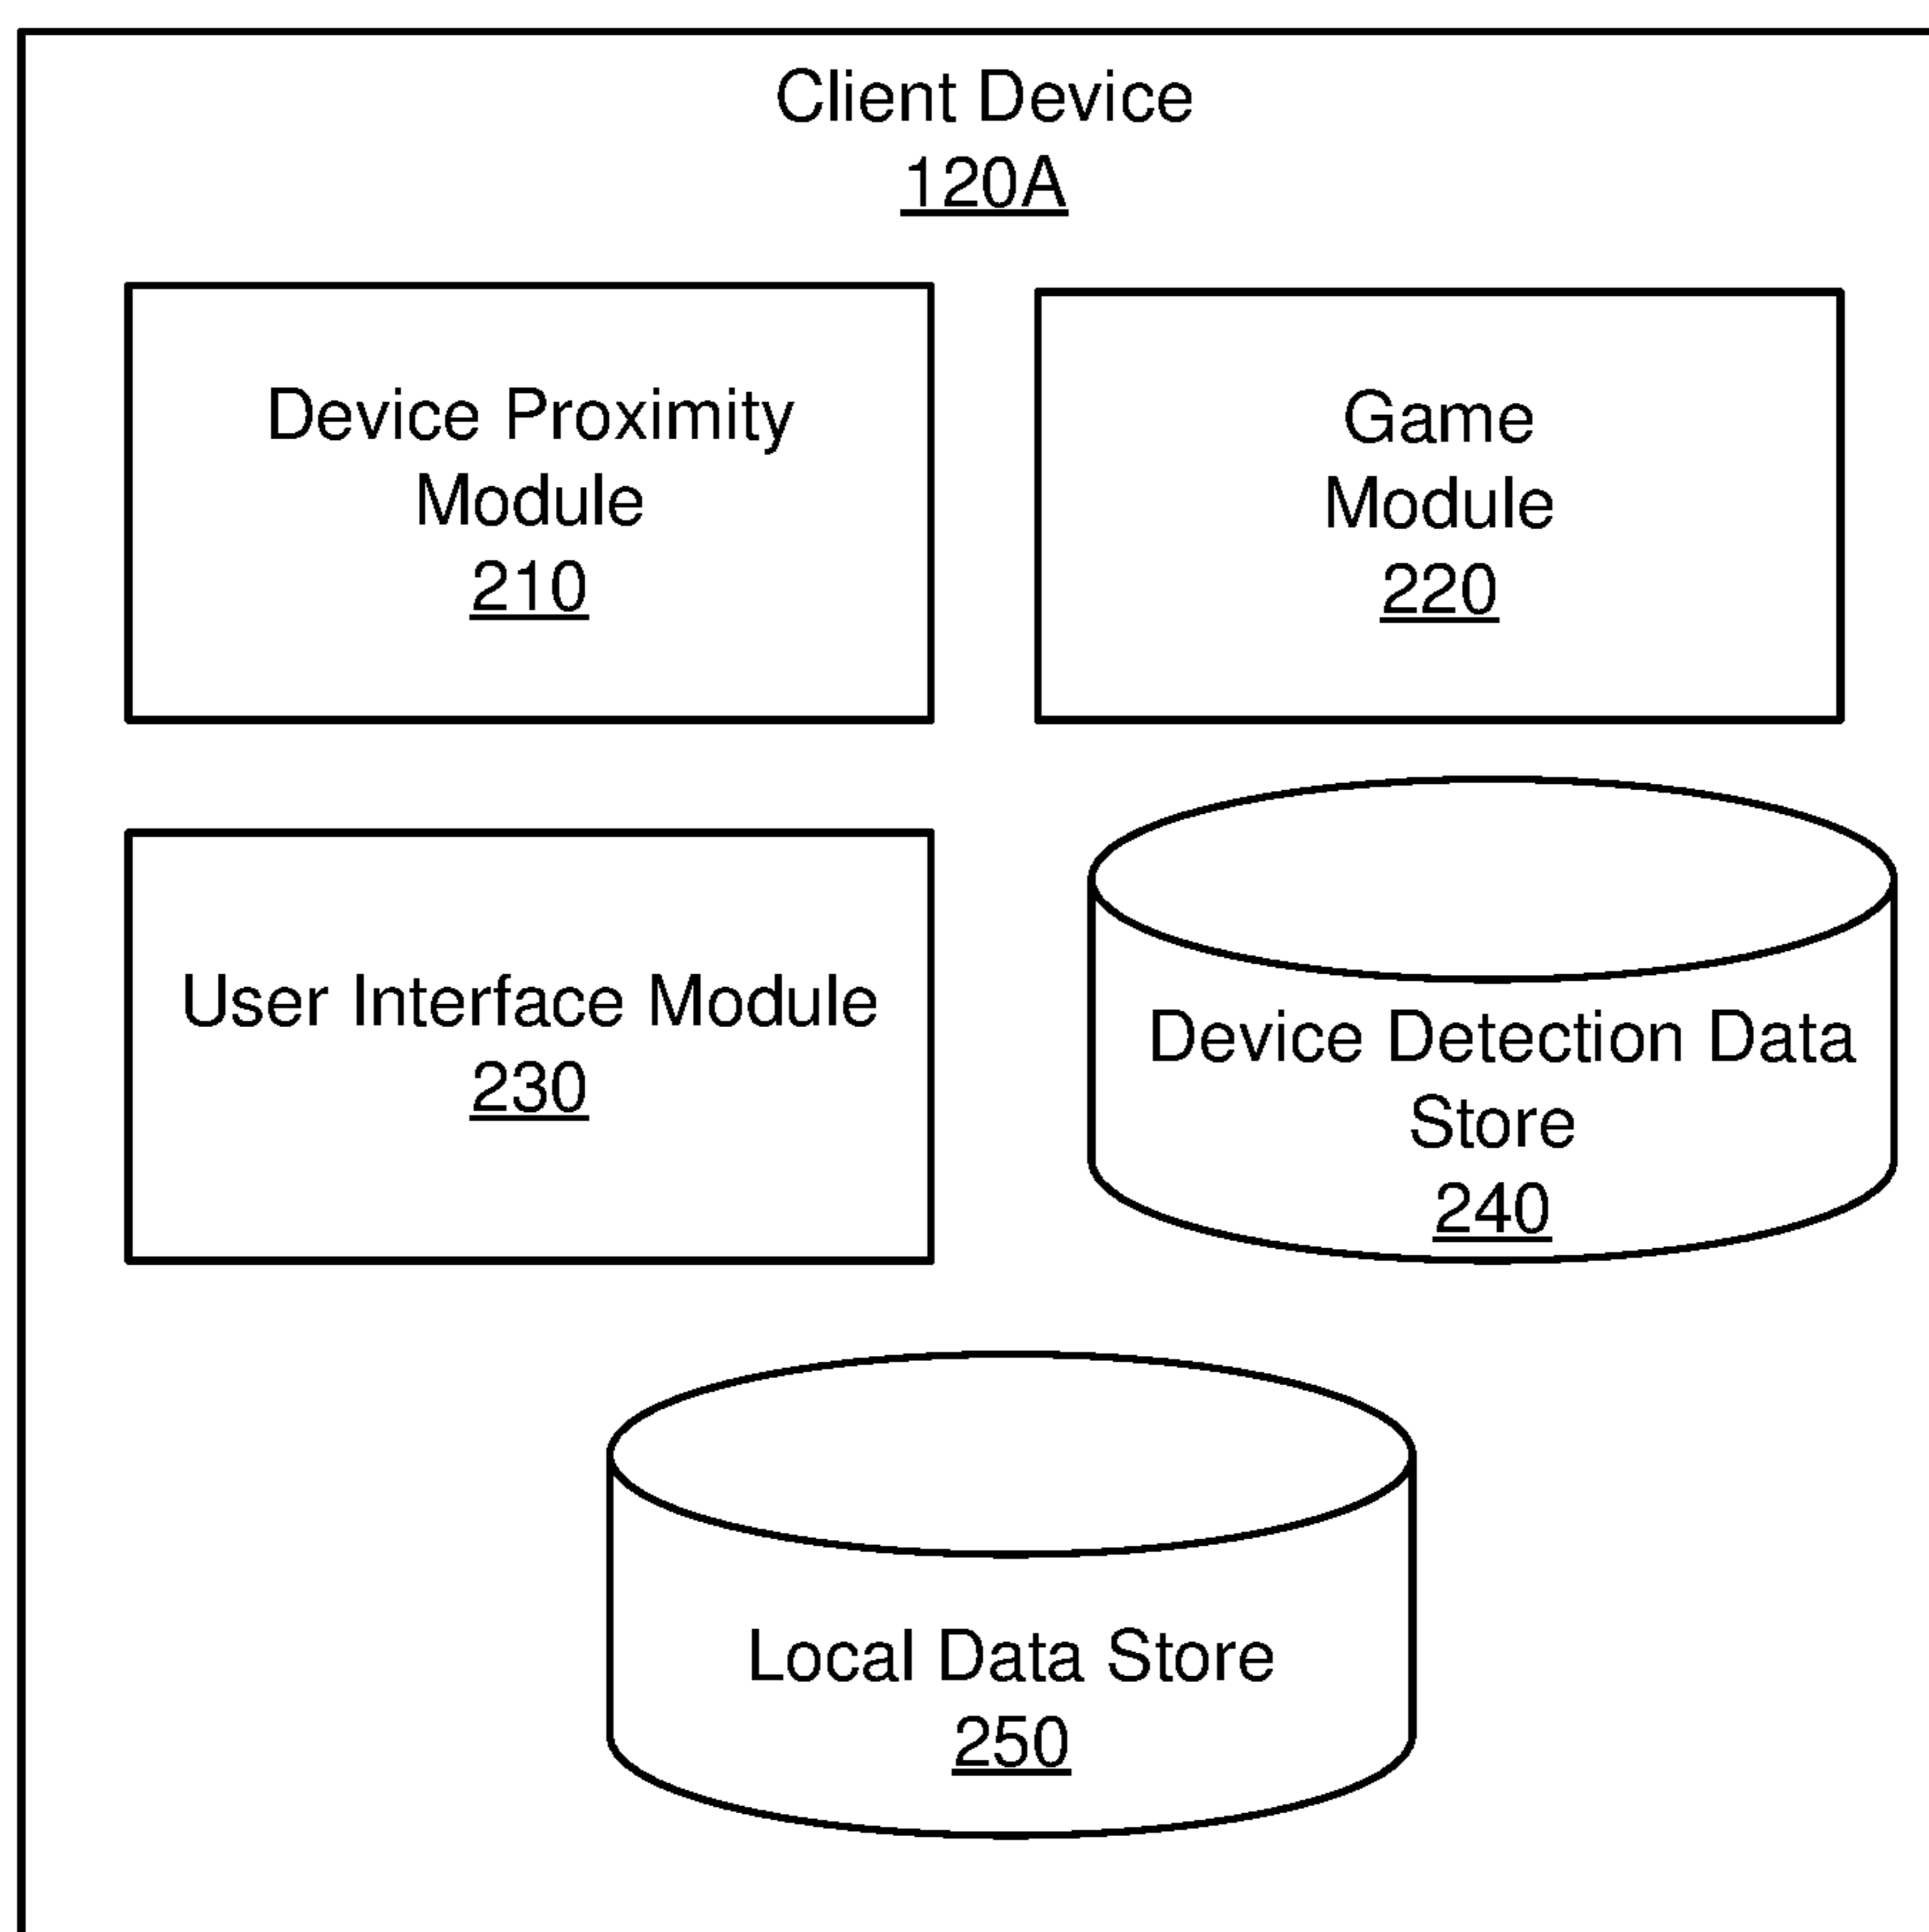 Client Device
120A
Device Proximity
Module
210
Game
Module
220
User Interface Module
230
Device Detection Data
Store
240
Local Data Store
250